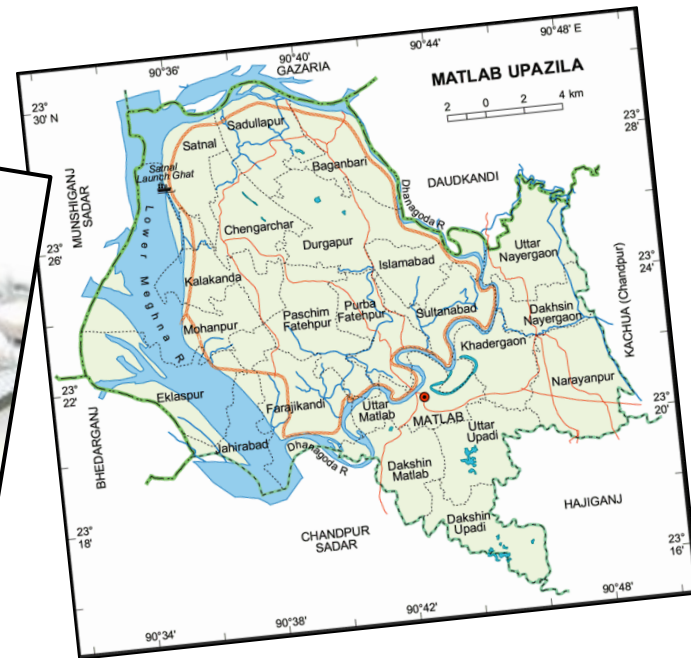 90°36'
90°40'
90°44'
90°48' E
GAZARIA
MATLAB UPAZILA
2 0 2 4 km
23°
30' N
23°
28'
Sadullapur
Satnal
Satnal
Launch Ghat
Baganbari
DAUDKANDI
MUNSHIGANJ
SADAR
Dhanagoda R
Lower Meghna R
Chengarchar
Durgapur
Uttar
Nayergaon
23°
26'
Islamabad
23°
24'
Kalakanda
KACHUA (Chandpur)
Paschim
Fatehpur
Purba
Fatehpur
Sultanabad
Dakhsin
Nayergaon
Mohanpur
Khadergaon
Narayanpur
23°
22'
Eklaspur
Farajikandi
Uttar
Matlab
MATLAB
23°
20'
BHEDARGANJ
Uttar
Upadi
Jahirabad
Dhanagoda R
Dakshin
Matlab
HAJIGANJ
Dakshin
Upadi
CHANDPUR
SADAR
23°
18'
23°
16'
90°34'
90°38'
90°42'
90°48'